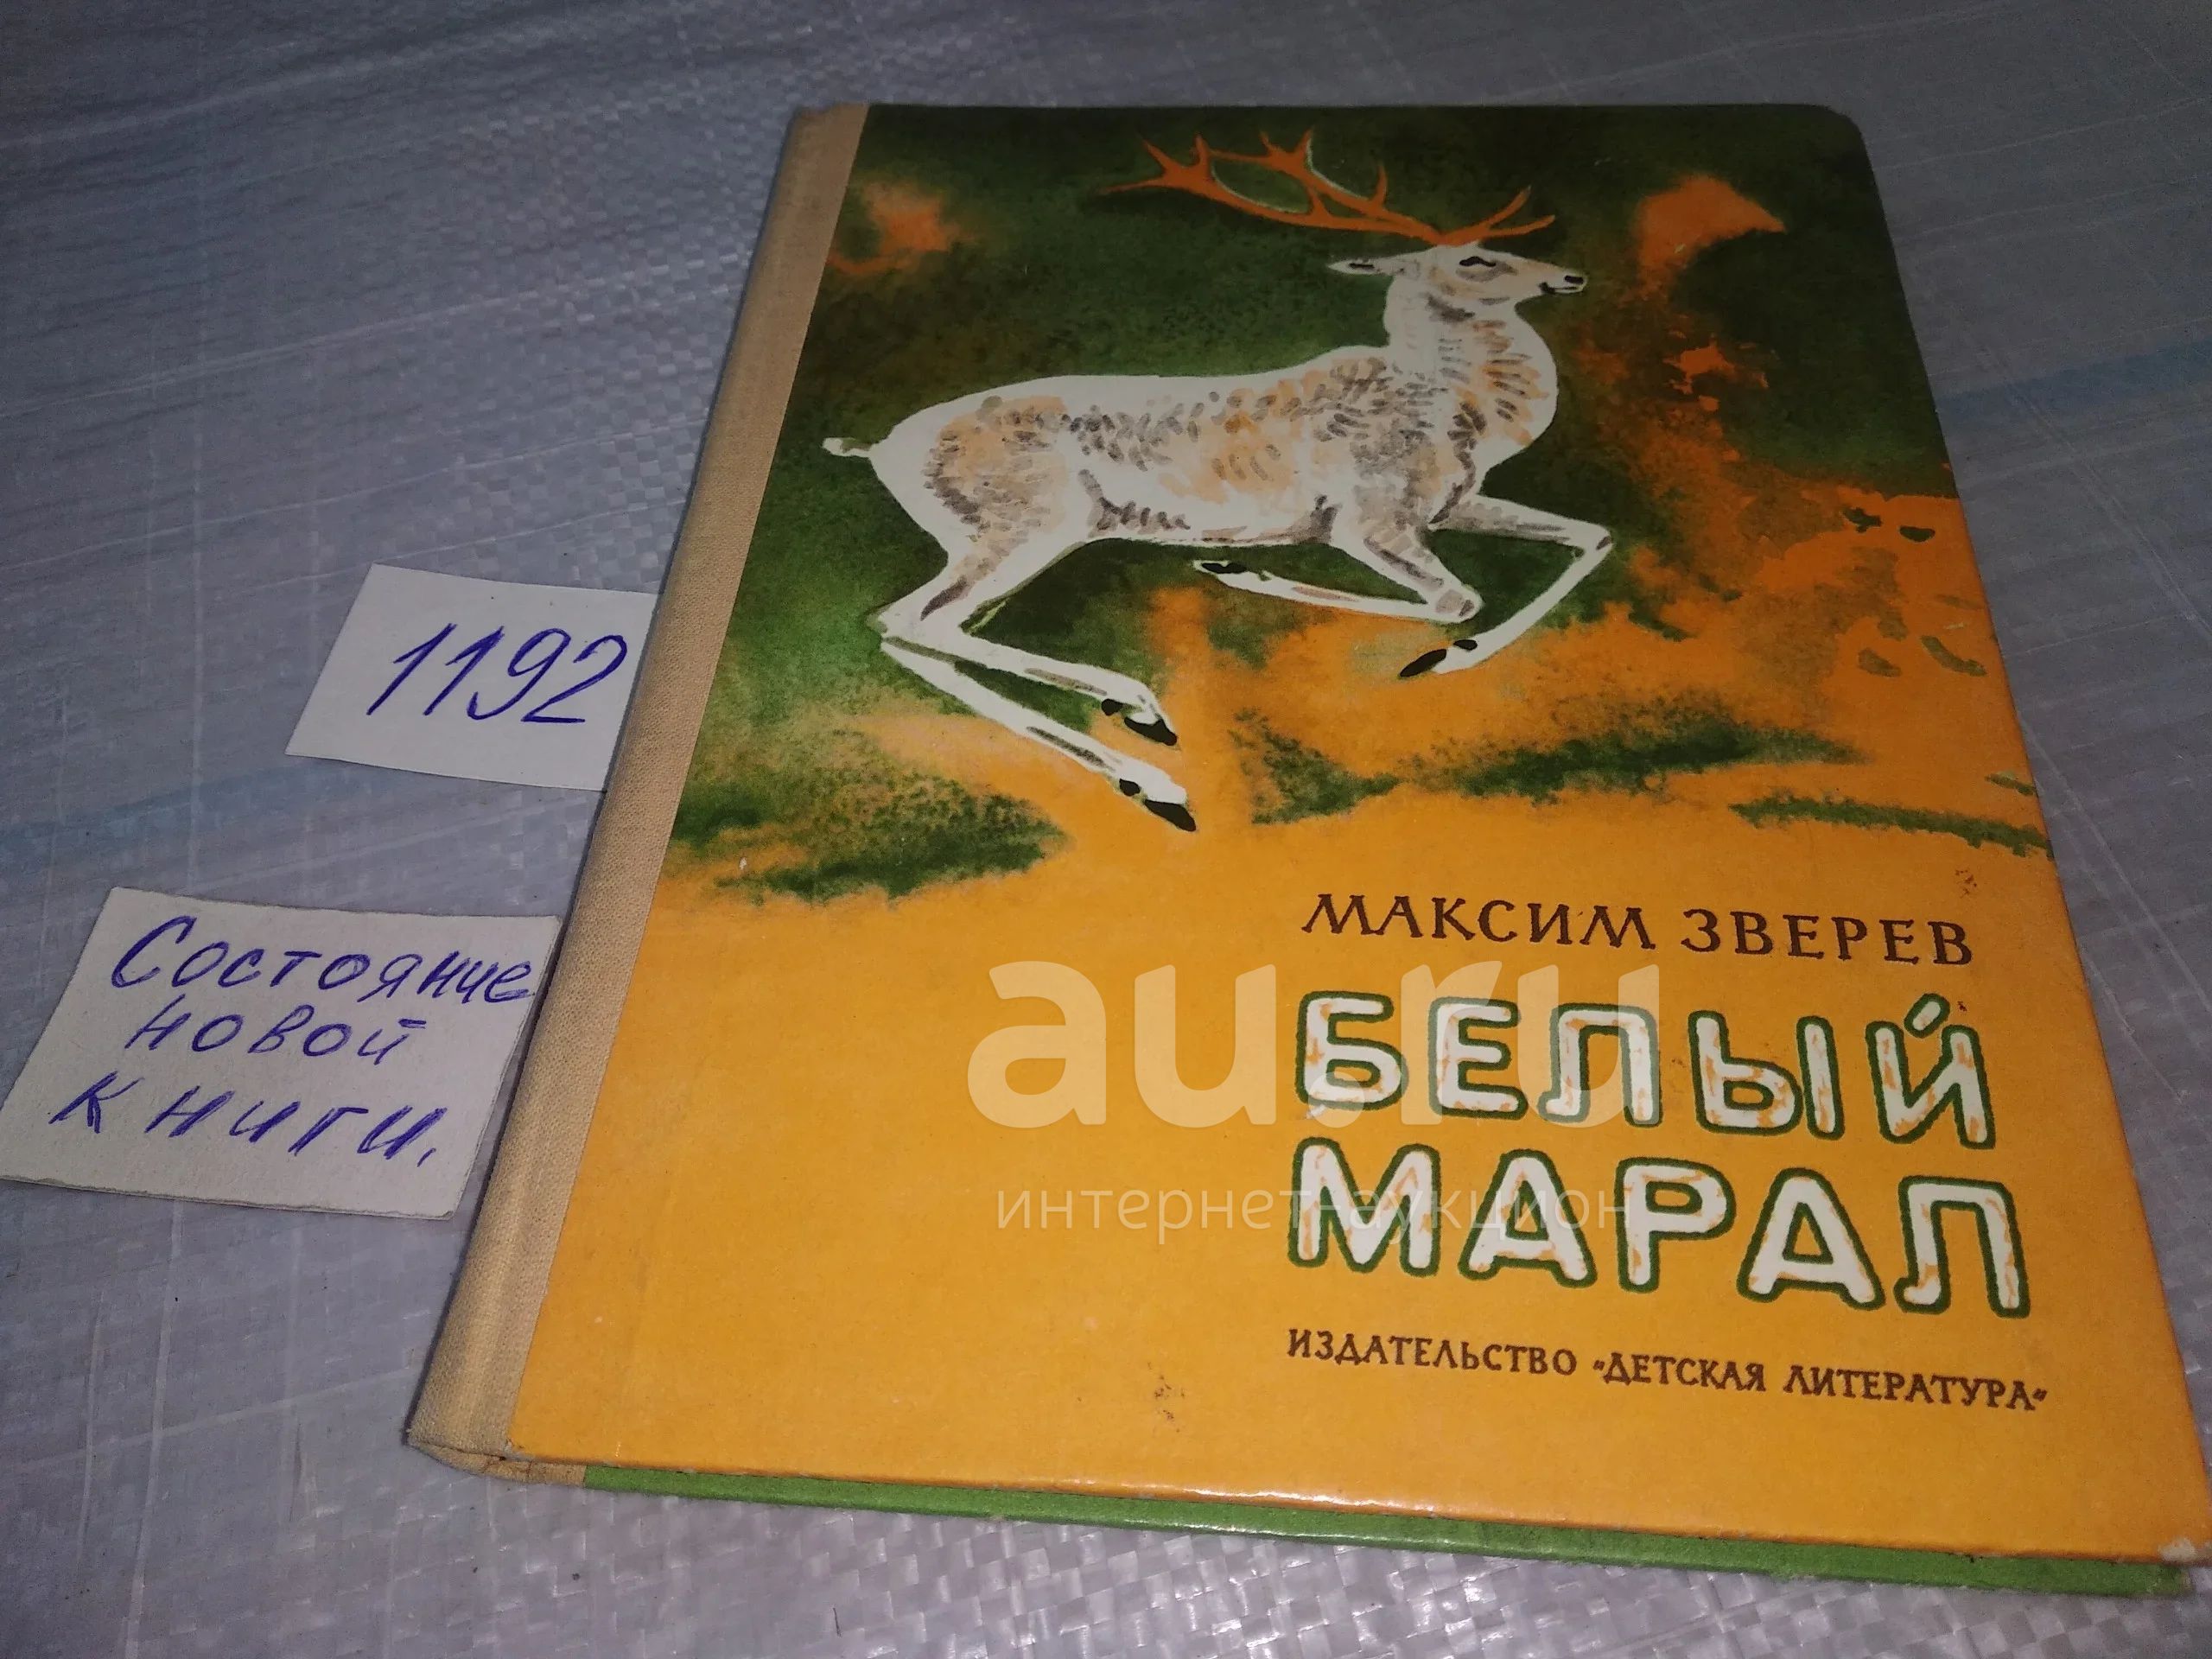 1192
Состояние
новой
книги.
МАКСИМ ЗВЕРЕВ
БЕЛЫЙ
МАРАЛ
ИЗДАТЕЛЬСТВО «ДЕТСКАЯ ЛИТЕРАТУРА»
au.ru
интернет-аукцион